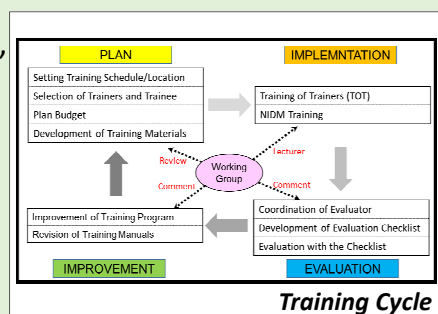 PLAN
IMPLEMNTATION
Setting Training Schedule/Location
Selection of Trainers and Trainee
Plan Budget
Development of Training Materials
Training of Trainers (TOT)
NIDM Training
Review
Lecturer
Working
Group
Comment
Comment
Improvement of Training Program
Revision of Training Manuals
Coordination of Evaluator
Development of Evaluation Checklist
Evaluation with the Checklist
IMPROVEMENT
EVALUATION
Training Cycle